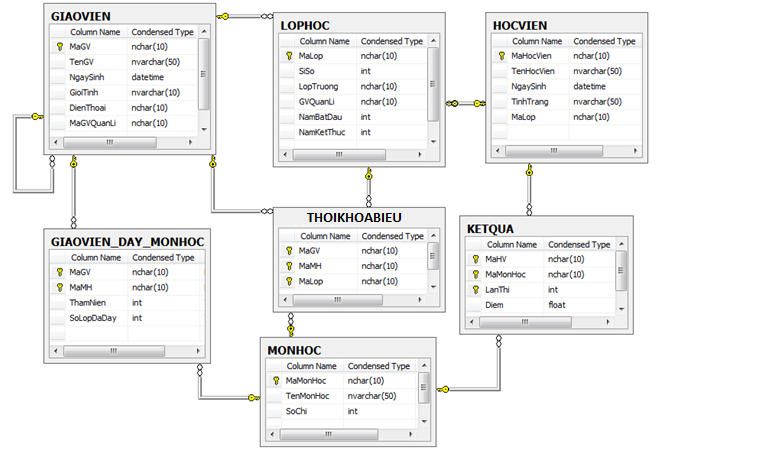 GIAOVIEN
Column Name Condensed Type
MaGV nchar(10)
TenGV nvarchar(50)
NgaySinh datetime
GioiTinh nvarchar(10)
DienThoai nchar(10)
MaGVQuanLi nchar(10)
LOPHOC
Column Name Condensed Type
MaLop nchar(10)
SiSo int
LopTruong nchar(10)
GVQuanLi nchar(10)
NamBatDau int
NamKetThuc int
HOCVIEN
Column Name Condensed Type
MaHocVien nchar(10)
TenHocVien nvarchar(50)
NgaySinh datetime
TinhTrang nvarchar(50)
MaLop nchar(10)
GIAOVIEN_DAY_MONHOC
Column Name Condensed Type
MaGV nchar(10)
MaMH nchar(10)
ThamNien int
SoLopDaDay int
THOIKHOABIEU
Column Name Condensed Type
MaGV nchar(10)
MaMH nchar(10)
MaLop nchar(10)
KETQUA
Column Name Condensed Type
MaHV nchar(10)
MaMonHoc nchar(10)
LanThi int
Diem float
MONHOC
Column Name Condensed Type
MaMonHoc nchar(10)
TenMonHoc nvarchar(50)
SoChi int